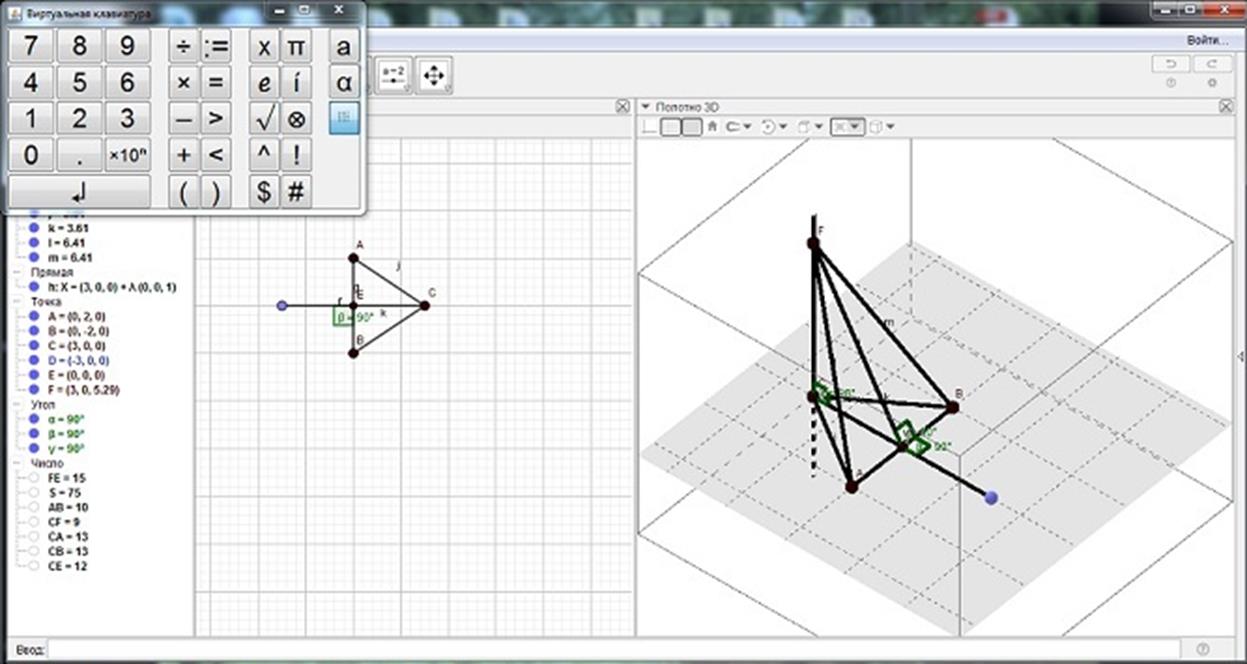 Виртуальная клавиатура
7 8 9 ÷ := x π a
4 5 6 × = e í α
1 2 3 – > √ ⊗
0 . ×10ⁿ + < ^ !
( ) $ #
Войти...
a=2
Полотно 3D
k = 3.61
l = 6.41
m = 6.41
Прямая
h: X = (3, 0, 0) + λ (0, 0, 1)
Точка
A = (0, 2, 0)
B = (0, -2, 0)
C = (3, 0, 0)
D = (-3, 0, 0)
E = (0, 0, 0)
F = (3, 0, 5.29)
Угол
α = 90°
β = 90°
γ = 90°
Число
FE = 15
S = 75
AB = 10
CF = 9
CA = 13
CB = 13
CE = 12
A
j
E
C
f
k
β = 90°
B
F
m
B
k
A
Ввод: